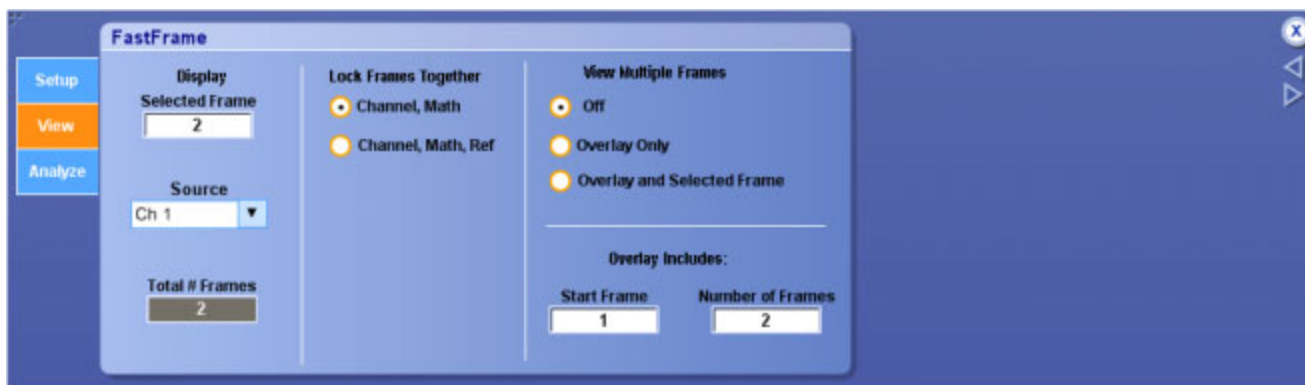 FastFrame
Setup
View
Analyze
Display
Selected Frame
2
Source
Ch 1
Total # Frames
2
Lock Frames Together
Channel, Math
Channel, Math, Ref
View Multiple Frames
Off
Overlay Only
Overlay and Selected Frame
Overlay Includes:
Start Frame
1
Number of Frames
2
X